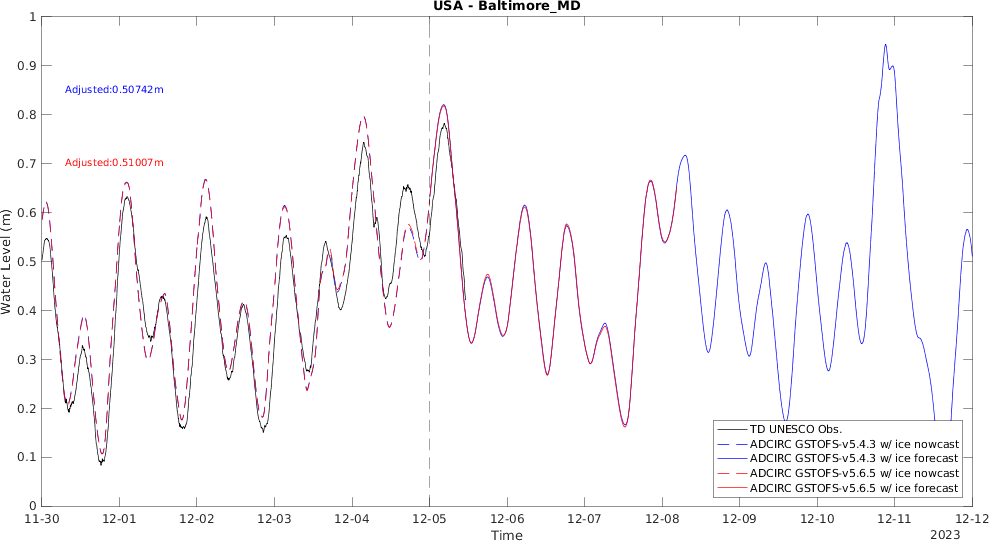 USA - Baltimore_MD
1
0.9
0.8
0.7
0.6
0.5
0.4
0.3
0.2
0.1
0
Water Level (m)
Adjusted:0.50742m
Adjusted:0.51007m
TD UNESCO Obs.
ADCIRC GSTOFS-v5.4.3 w/ ice nowcast
ADCIRC GSTOFS-v5.4.3 w/ ice forecast
ADCIRC GSTOFS-v5.6.5 w/ ice nowcast
ADCIRC GSTOFS-v5.6.5 w/ ice forecast
11-30 12-01 12-02 12-03 12-04 12-05 12-06 12-07 12-08 12-09 12-10 12-11 12-12
Time
2023